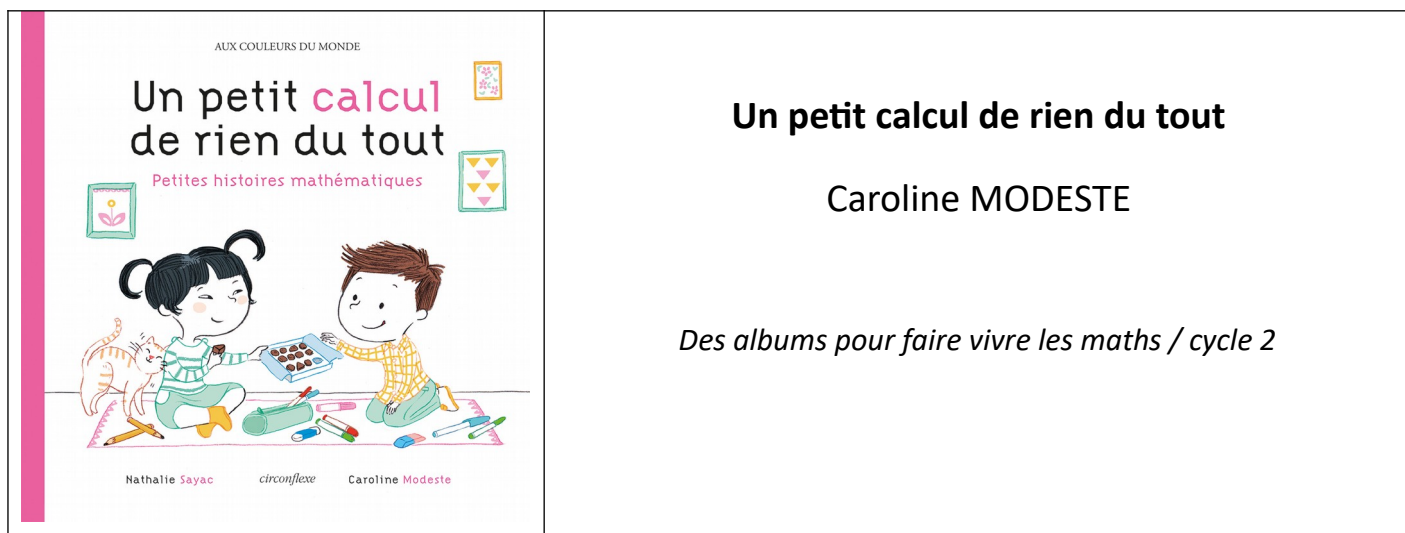 AUX COULEURS DU MONDE
Un petit calcul
de rien du tout
Petites histoires mathématiques
Nathalie Sayac circonflexe Caroline Modeste
Un petit calcul de rien du tout
Caroline MODESTE
Des albums pour faire vivre les maths / cycle 2